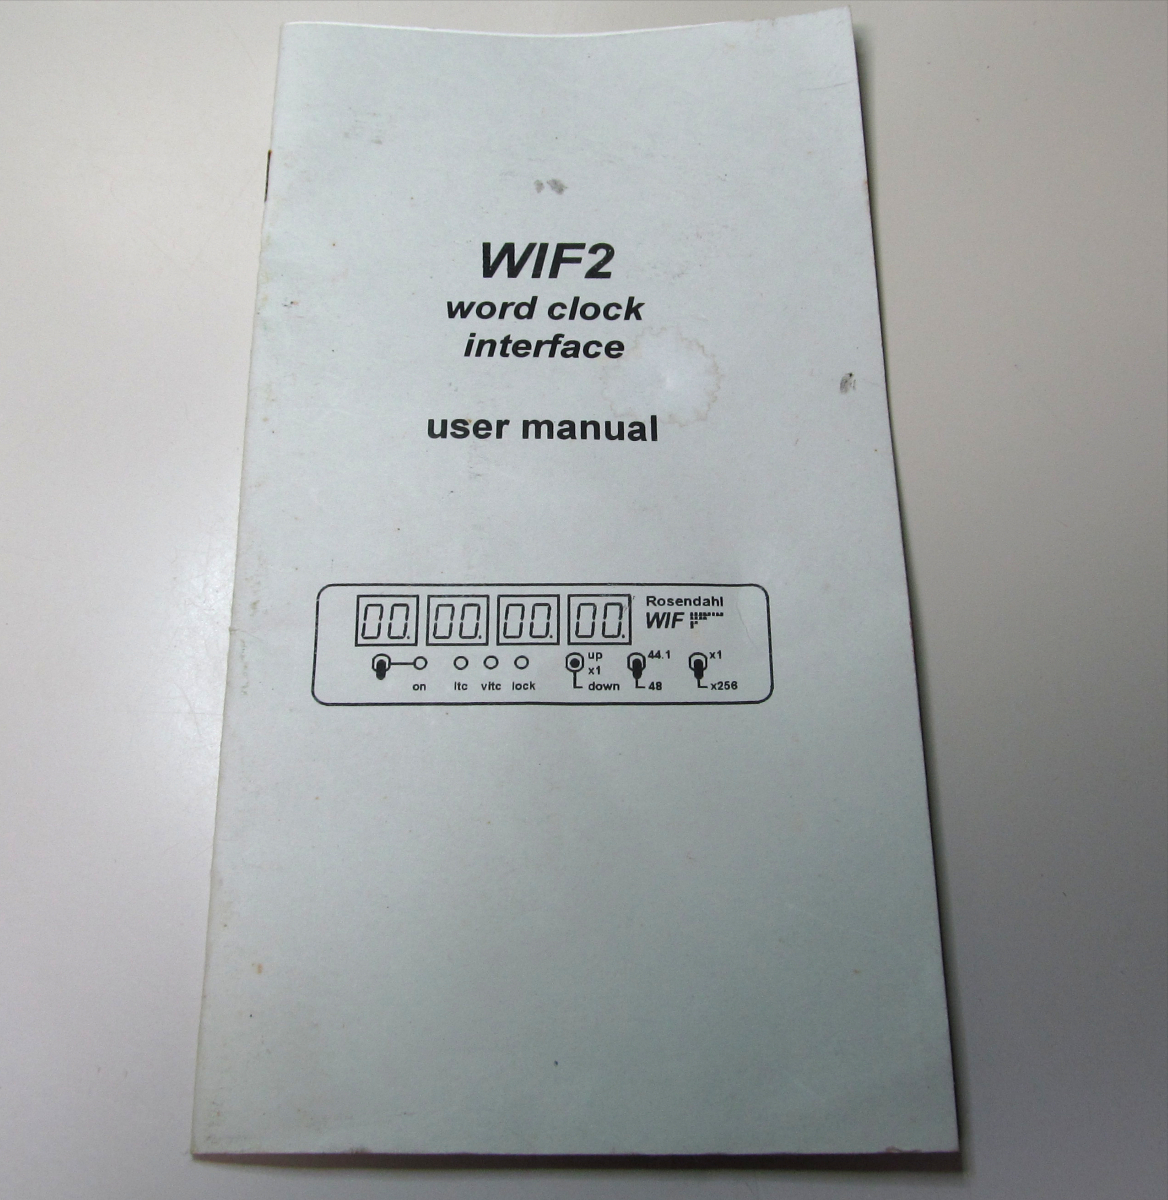 WIF2
word clock
interface
user manual
00. 00. 00. 00.
Rosendahl
WIF
up
x1
down
44.1
48
x1
x256
on ltc vitc lock